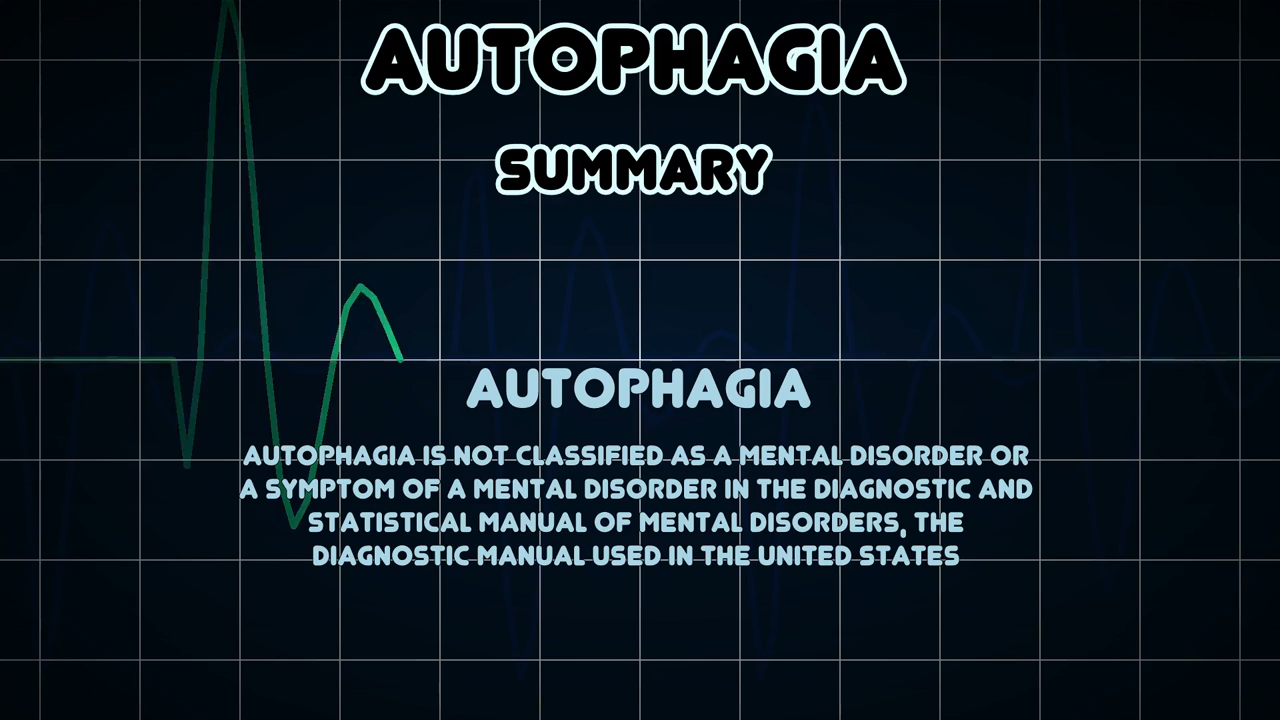 AUTOPHAGIA
SUMMARY
AUTOPHAGIA
AUTOPHAGIA IS NOT CLASSIFIED AS A MENTAL DISORDER OR
A SYMPTOM OF A MENTAL DISORDER IN THE DIAGNOSTIC AND
STATISTICAL MANUAL OF MENTAL DISORDERS, THE
DIAGNOSTIC MANUAL USED IN THE UNITED STATES